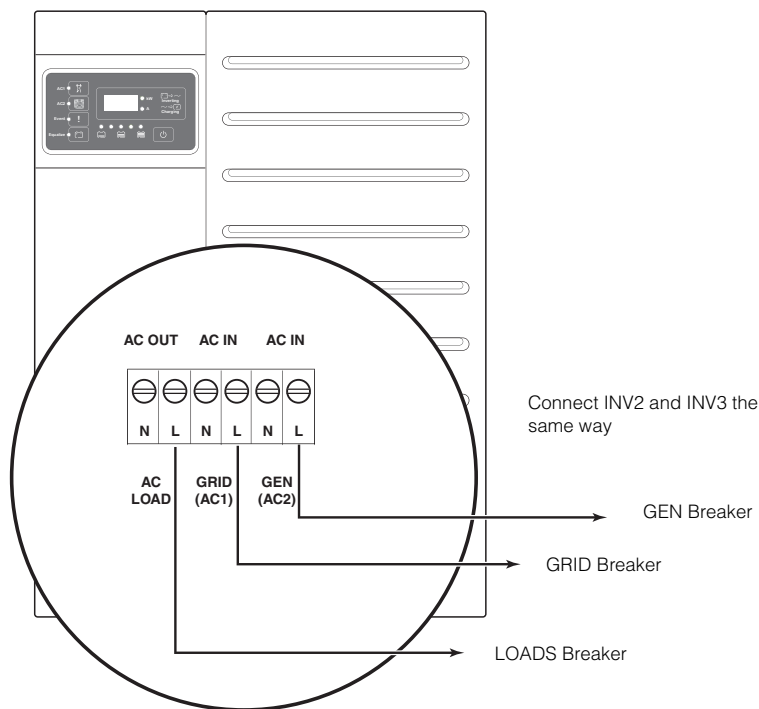 AC1
AC2
Event
Equalize
kW
A
Inverting
Charging
AC OUT AC IN AC IN
N L N L N L
AC LOAD
GRID (AC1)
GEN (AC2)
Connect INV2 and INV3 the
same way
GEN Breaker
GRID Breaker
LOADS Breaker